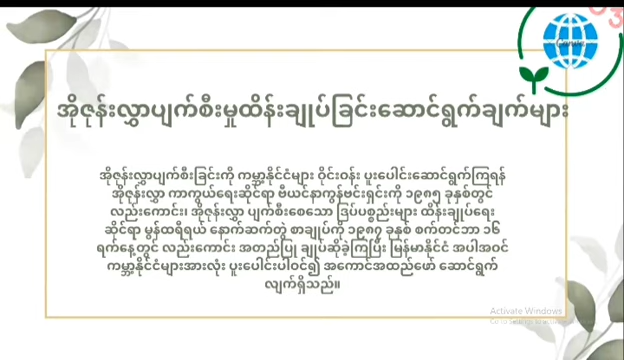 အိုဇုန်းလွှာပျက်စီးမှုထိန်းချုပ်ခြင်းဆောင်ရွက်ချက်များ
အိုဇုန်းလွှာပျက်စီးခြင်းကို ကမ္ဘာ့နိုင်ငံများ ဝိုင်းဝန်း ပူးပေါင်းဆောင်ရွက်ကြရန်
အိုဇုန်းလွှာ ကာကွယ်ရေးဆိုင်ရာ ဗီယင်နာကွန်ဗင်းရှင်းကို ၁၉၈၅ ခုနှစ်တွင်
လည်းကောင်း၊ အိုဇုန်းလွှာ ပျက်စီးစေသော ဒြပ်ပစ္စည်းများ ထိန်းချုပ်ရေး
ဆိုင်ရာ မွန်ထရီရယ် နောက်ဆက်တွဲ စာချုပ်ကို ၁၉၈၇ ခုနှစ် စက်တင်ဘာ ၁၆
ရက်နေ့တွင် လည်းကောင်း အတည်ပြု ချုပ်ဆိုခဲ့ကြပြီး မြန်မာနိုင်ငံ အပါအဝင်
ကမ္ဘာ့နိုင်ငံများအားလုံး ပူးပေါင်းပါဝင်၍ အကောင်အထည်ဖော် ဆောင်ရွက်
လျက်ရှိသည်။
Canva
Activate Windows
Go to Settings to activate